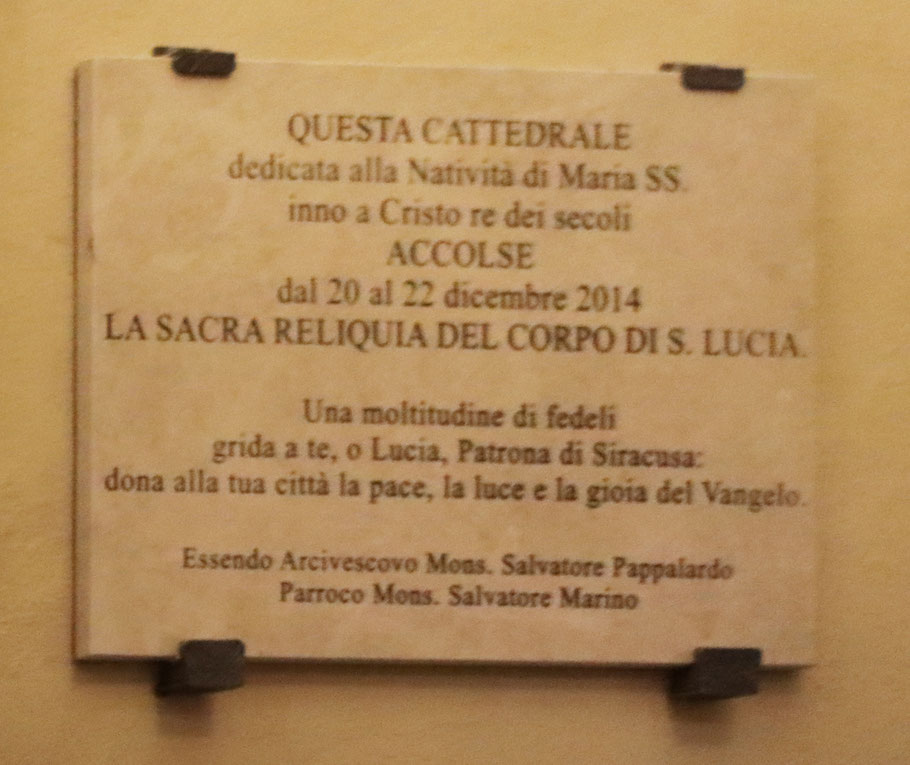 QUESTA CATTEDRALE
dedicata alla Natività di Maria SS.
inno a Cristo re dei secoli
ACCOLSE
dal 20 al 22 dicembre 2014
LA SACRA RELIQUIA DEL CORPO DI S. LUCIA.
Una moltitudine di fedeli
grida a te, o Lucia, Patrona di Siracusa:
dona alla tua città la pace, la luce e la gioia del Vangelo.
Essendo Arcivescovo Mons. Salvatore Pappalardo
Parroco Mons. Salvatore Marino